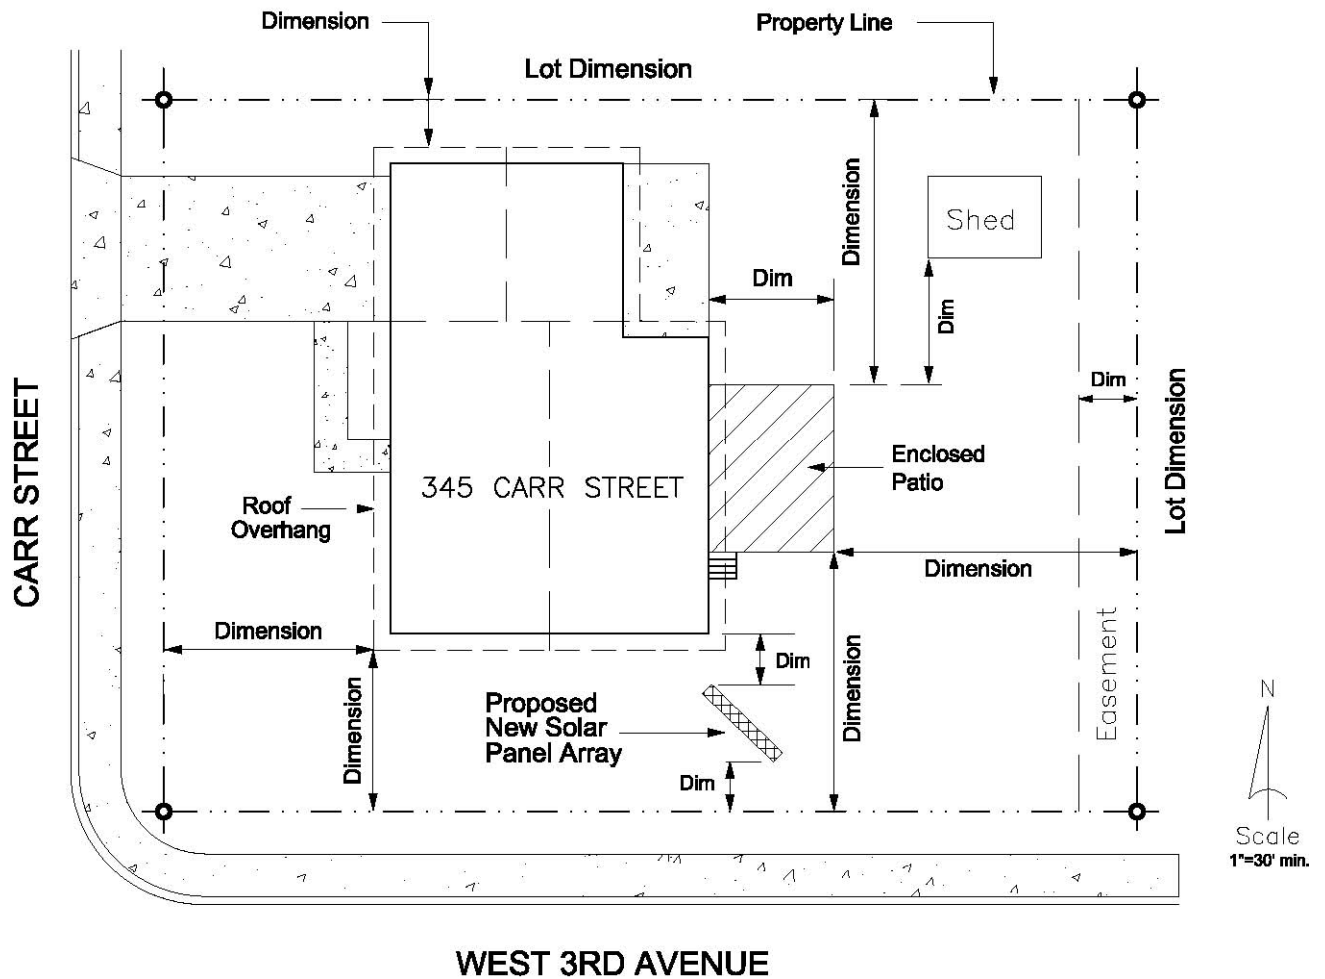 Dimension
Property Line
Lot Dimension
Dimension
Shed
Dim
Dim
Dim
CARR STREET
Lot Dimension
Enclosed
Patio
345 CARR STREET
Roof
Overhang
Dimension
Dimension
Dim
Easement
Dimension
Dimension
Proposed
New Solar
Panel Array
Dim
N
Scale
1"=30' min.
WEST 3RD AVENUE